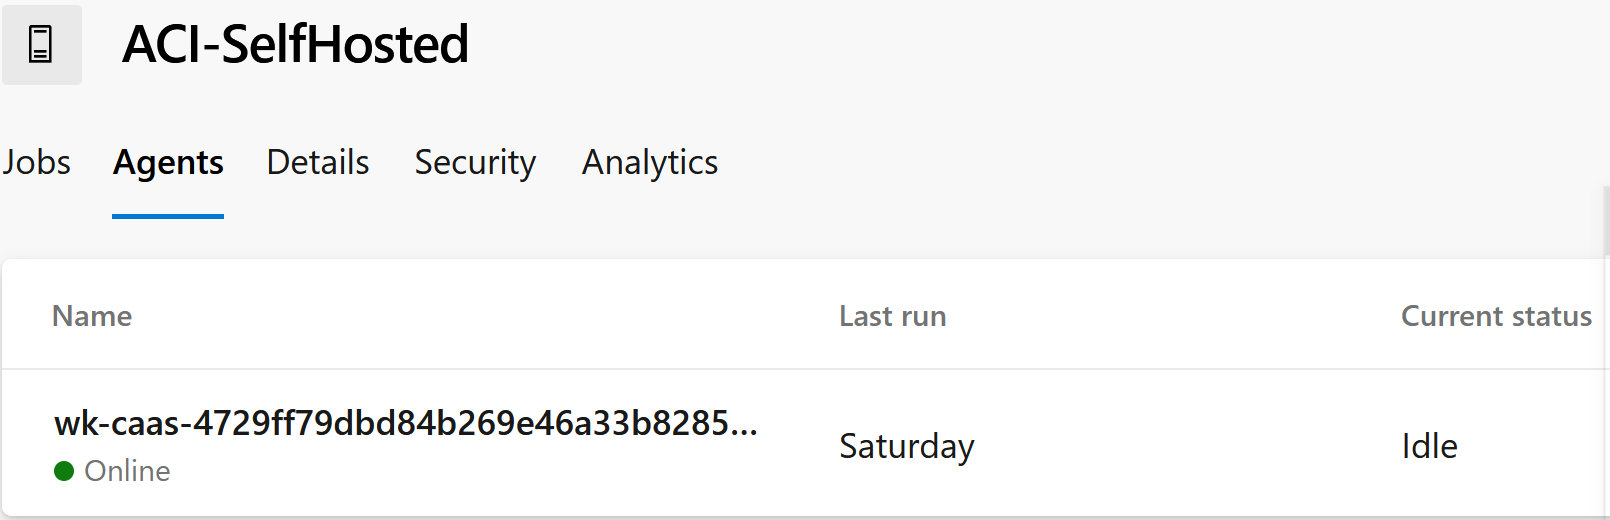 ACI-SelfHosted
Jobs Agents Details Security Analytics
Name Last run Current status
wk-caas-4729ff79dbd84b269e46a33b8285...
Saturday Idle
Online